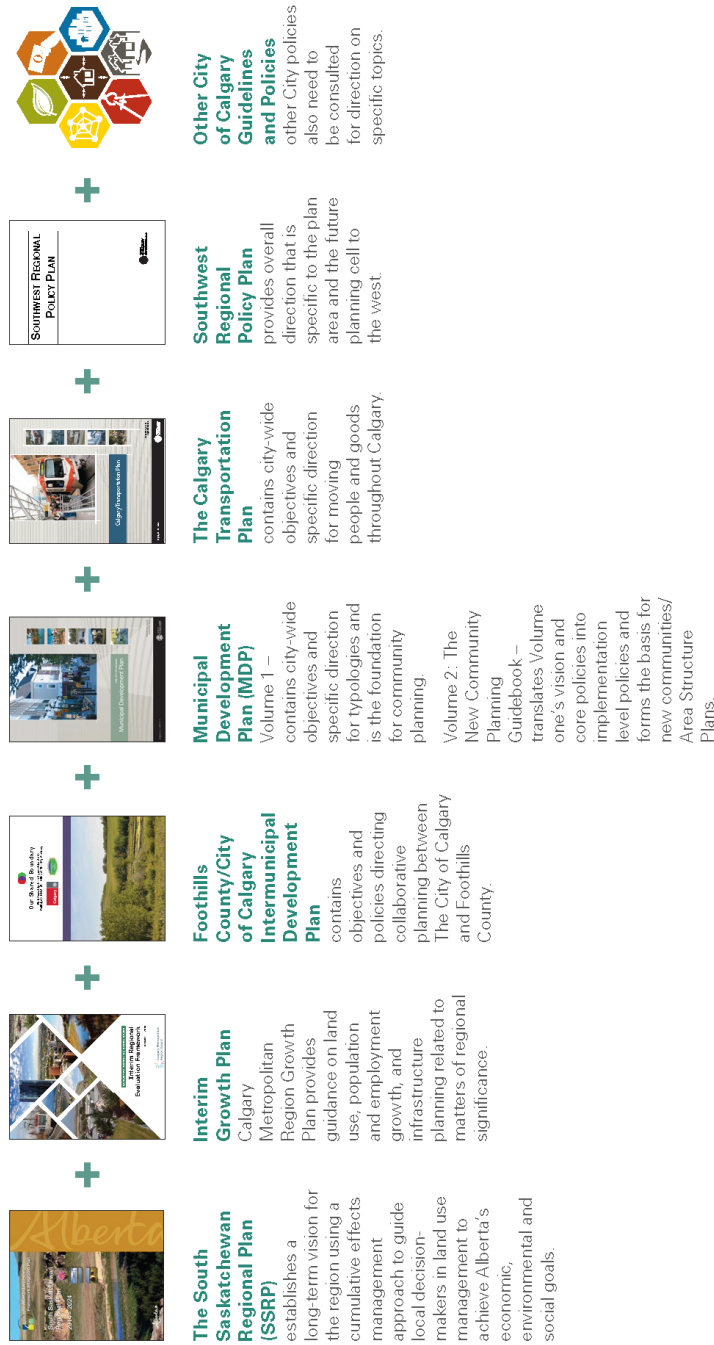 Alberta
South Saskatchewan
Regional Plan
The South
Saskatchewan
Regional Plan
(SSRP)
establishes a
long-term vision for
the region using a
cumulative effects
management
approach to guide
local decision-
makers in land use
management to
achieve Alberta’s
economic,
environmental and
social goals.
+
Interim Regional
Evaluation Framework
Interim
Growth Plan
Calgary
Metropolitan
Region Growth
Plan provides
guidance on land
use, population
and employment
growth, and
infrastructure
planning related to
matters of regional
significance.
+
Our Shared Boundary
Foothills
County/City
of Calgary
Intermunicipal
Development
Plan
contains
objectives and
policies directing
collaborative
planning between
The City of Calgary
and Foothills
County.
+
Municipal Development Plan
Municipal
Development
Plan (MDP)
Volume 1 –
contains city-wide
objectives and
specific direction
for typologies and
is the foundation
for community
planning
Volume 2: The
New Community
Planning
Guidebook –
translates Volume
one’s vision and
core policies into
implementation
level policies and
forms the basis for
new communities/
Area Structure
Plans.
+
Calgary Transportation Plan
The Calgary
Transportation
Plan
contains city-wide
objectives and
specific direction
for moving
people and goods
throughout Calgary.
+
SOUTHWEST REGIONAL
POLICY PLAN
Southwest
Regional
Policy Plan
provides overall
direction that is
specific to the plan
area and the future
planning cell to
the west.
+
Other City
of Calgary
Guidelines
and Policies
other City policies
also need to
be consulted
for direction on
specific topics.